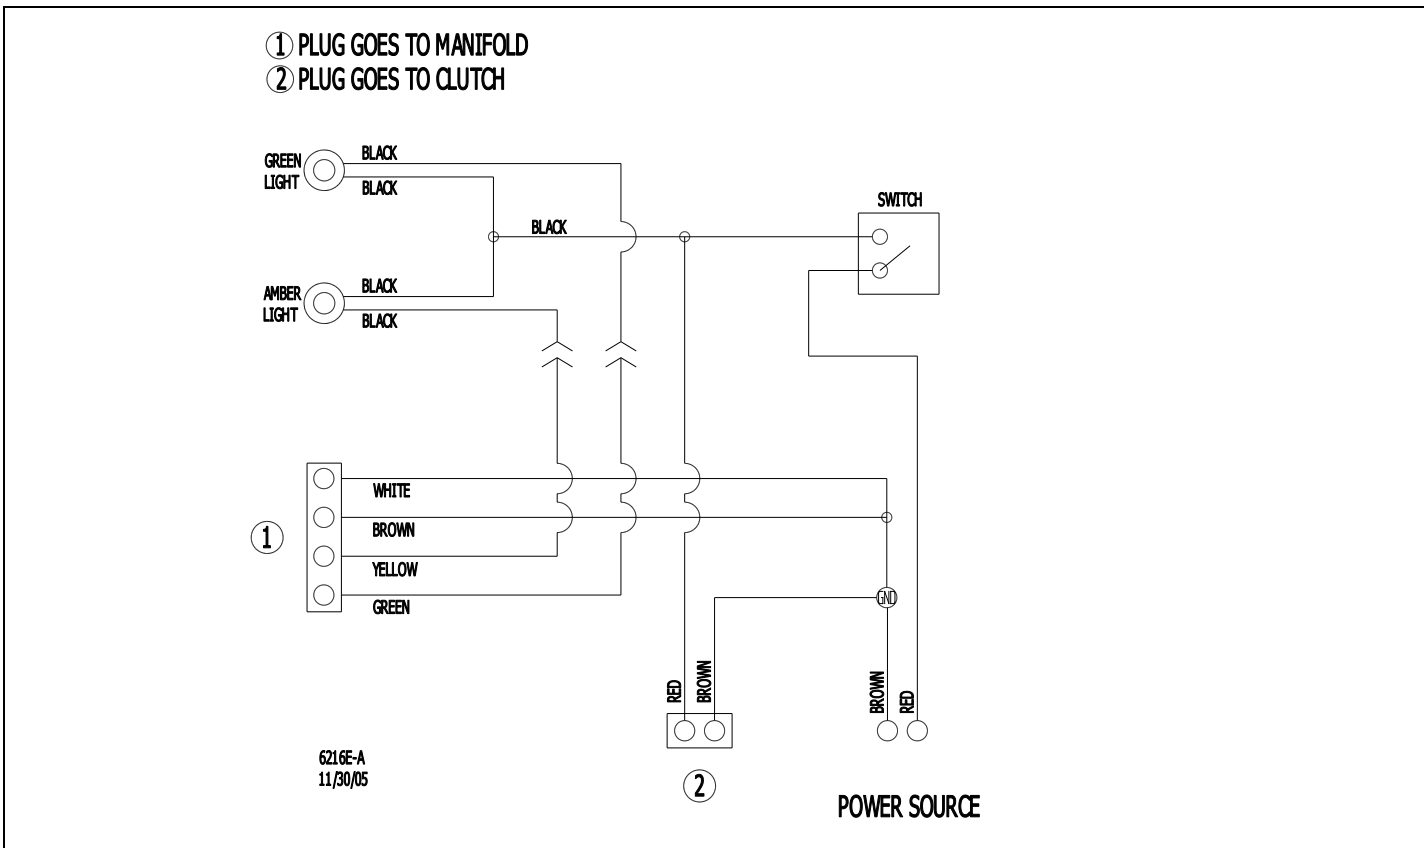 1 PLUG GOES TO MANIFOLD
2 PLUG GOES TO CLUTCH
GREEN
LIGHT
BLACK
BLACK
BLACK
SWITCH
AMBER
LIGHT
BLACK
BLACK
1
WHITE
BROWN
YELLOW
GREEN
GND
RED
BROWN
BROWN
RED
6216E-A
11/30/05
2
POWER SOURCE